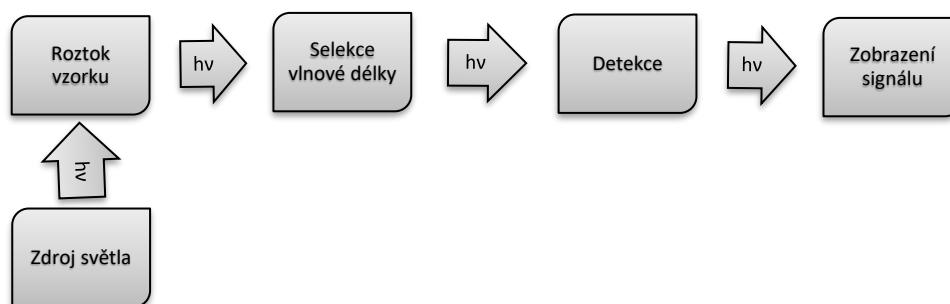 Roztok
vzorku
hν
Selekce
vlnové délky
hν
Detekce
hν
Zobrazení
signálu
hν
Zdroj světla